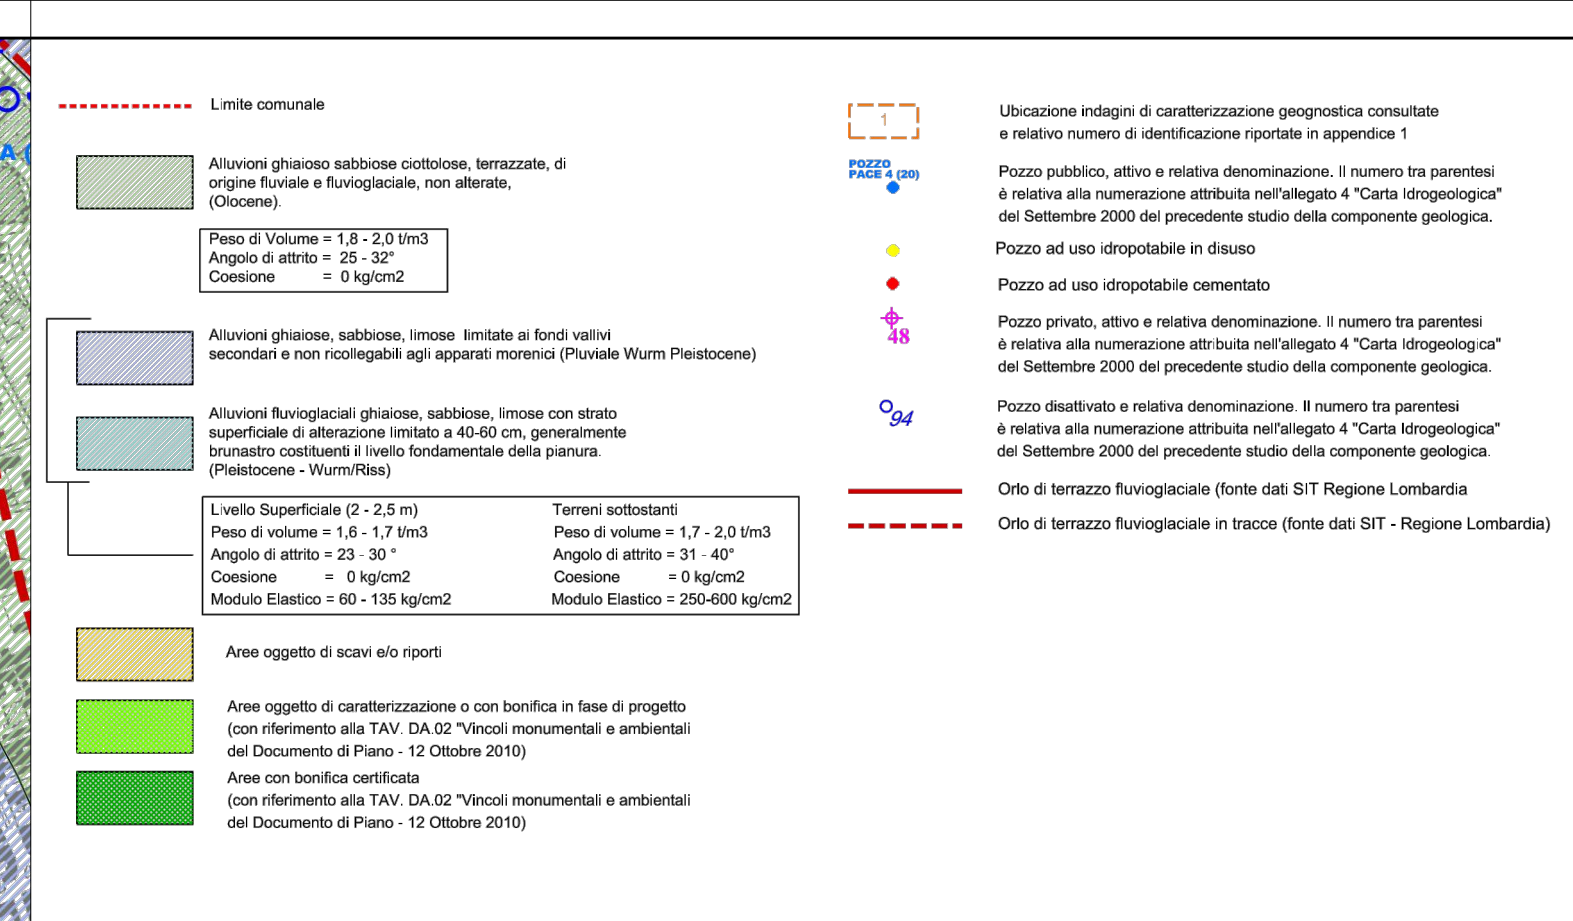 Limite comunale
Alluvioni ghiaioso sabbiose ciottolose, terrazzate, di
origine fluviale e fluvioglaciale, non alterate,
(Olocene).
Peso di Volume = 1,8 - 2,0 t/m3
Angolo di attrito = 25 - 32°
Coesione = 0 kg/cm2
Alluvioni ghiaiose, sabbiose, limose limitate ai fondi vallivi
secondari e non ricollegabili agli apparati morenici (Pluviale Wurm Pleistocene)
Alluvioni fluvioglaciali ghiaiose, sabbiose, limose con strato
superficiale di alterazione limitato a 40-60 cm, generalmente
brunastro costituenti il livello fondamentale della pianura.
(Pleistocene - Wurm/Riss)
Livello Superficiale (2 - 2,5 m)
Peso di volume = 1,6 - 1,7 t/m3
Angolo di attrito = 23 - 30 °
Coesione = 0 kg/cm2
Modulo Elastico = 60 - 135 kg/cm2
Terreni sottostanti
Peso di volume = 1,7 - 2,0 t/m3
Angolo di attrito = 31 - 40°
Coesione = 0 kg/cm2
Modulo Elastico = 250-600 kg/cm2
Aree oggetto di scavi e/o riporti
Aree oggetto di caratterizzazione o con bonifica in fase di progetto
(con riferimento alla TAV. DA.02 "Vincoli monumentali e ambientali
del Documento di Piano - 12 Ottobre 2010)
Aree con bonifica certificata
(con riferimento alla TAV. DA.02 "Vincoli monumentali e ambientali
del Documento di Piano - 12 Ottobre 2010)
1
Ubicazione indagini di caratterizzazione geognostica consultate
e relativo numero di identificazione riportate in appendice 1
POZZO
PACE 4 (20)
Pozzo pubblico, attivo e relativa denominazione. Il numero tra parentesi
è relativa alla numerazione attribuita nell'allegato 4 "Carta Idrogeologica"
del Settembre 2000 del precedente studio della componente geologica.
Pozzo ad uso idropotabile in disuso
Pozzo ad uso idropotabile cementato
48
Pozzo privato, attivo e relativa denominazione. Il numero tra parentesi
è relativa alla numerazione attribuita nell'allegato 4 "Carta Idrogeologica"
del Settembre 2000 del precedente studio della componente geologica.
94
Pozzo disattivato e relativa denominazione. Il numero tra parentesi
è relativa alla numerazione attribuita nell'allegato 4 "Carta Idrogeologica"
del Settembre 2000 del precedente studio della componente geologica.
Orlo di terrazzo fluvioglaciale (fonte dati SIT Regione Lombardia
Orlo di terrazzo fluvioglaciale in tracce (fonte dati SIT - Regione Lombardia)
A (